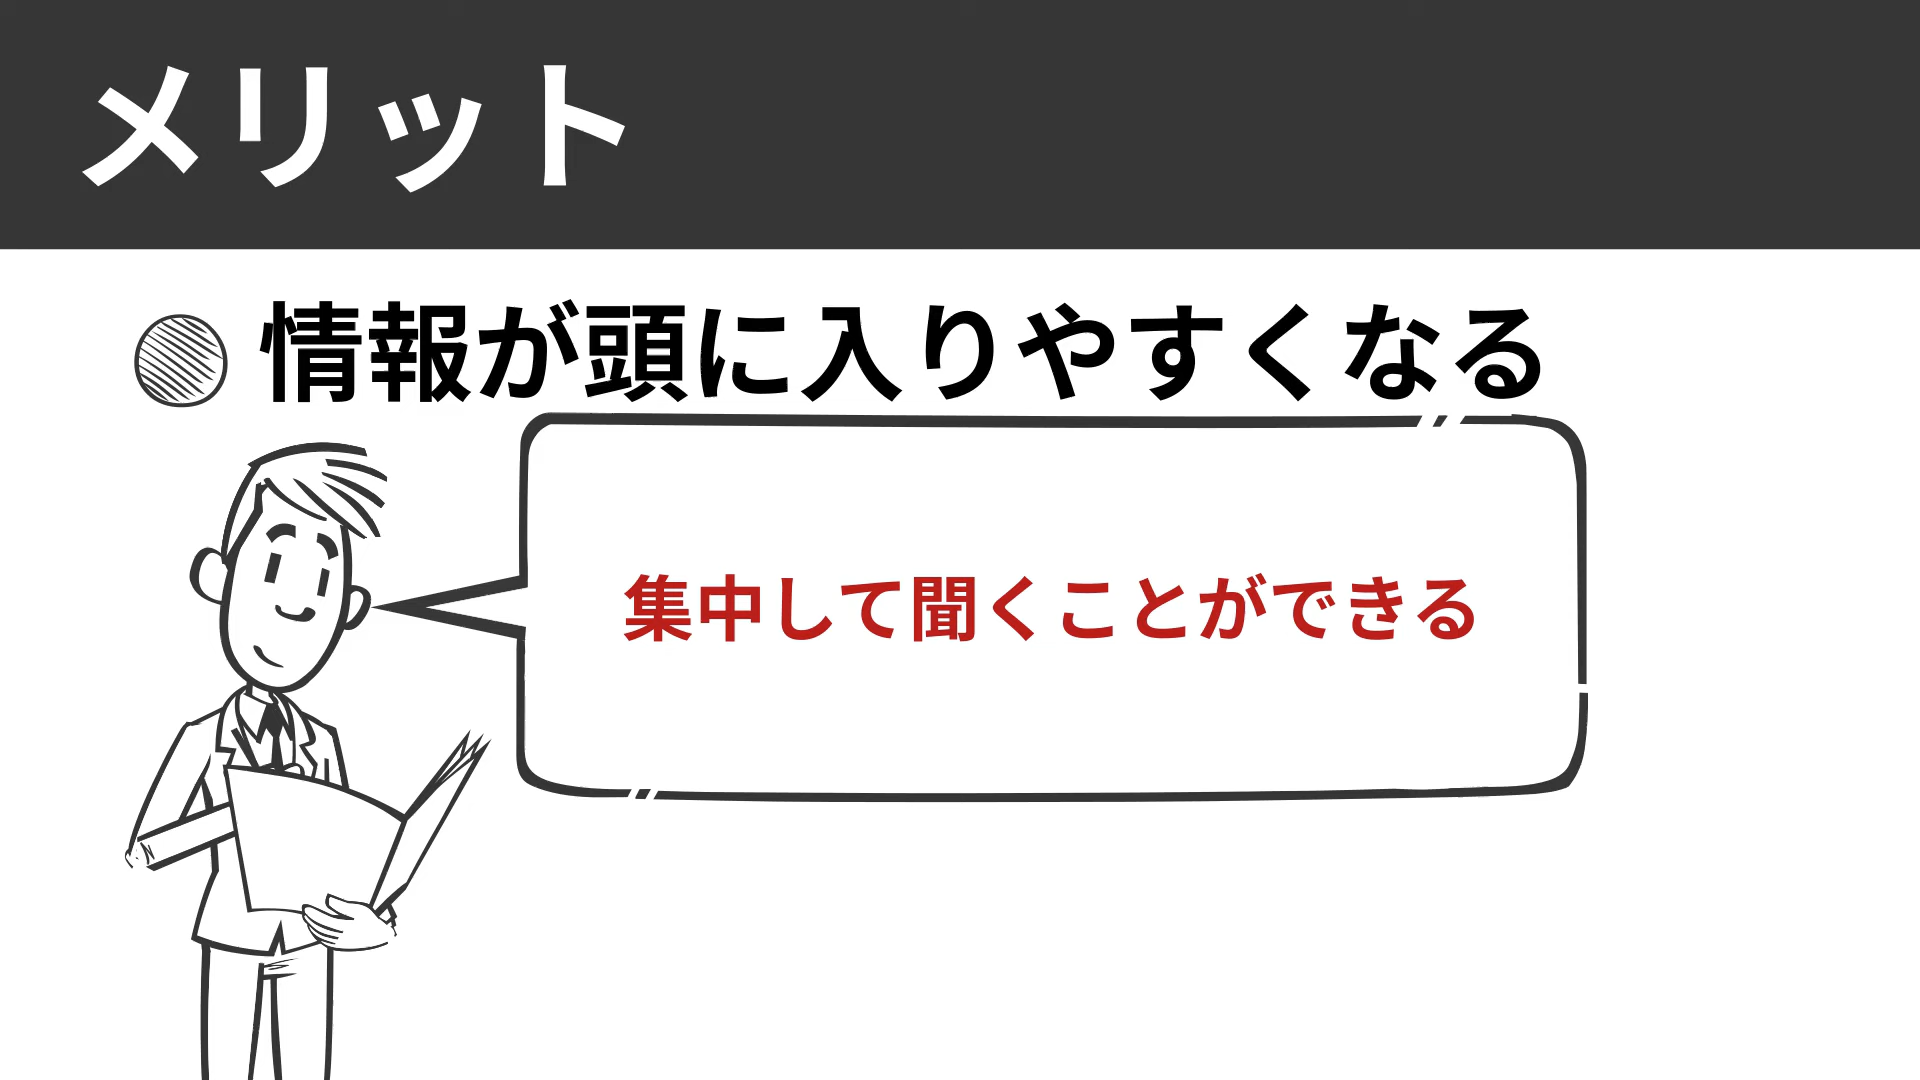 メリット
情報が頭に入りやすくなる
集中して聞くことができる